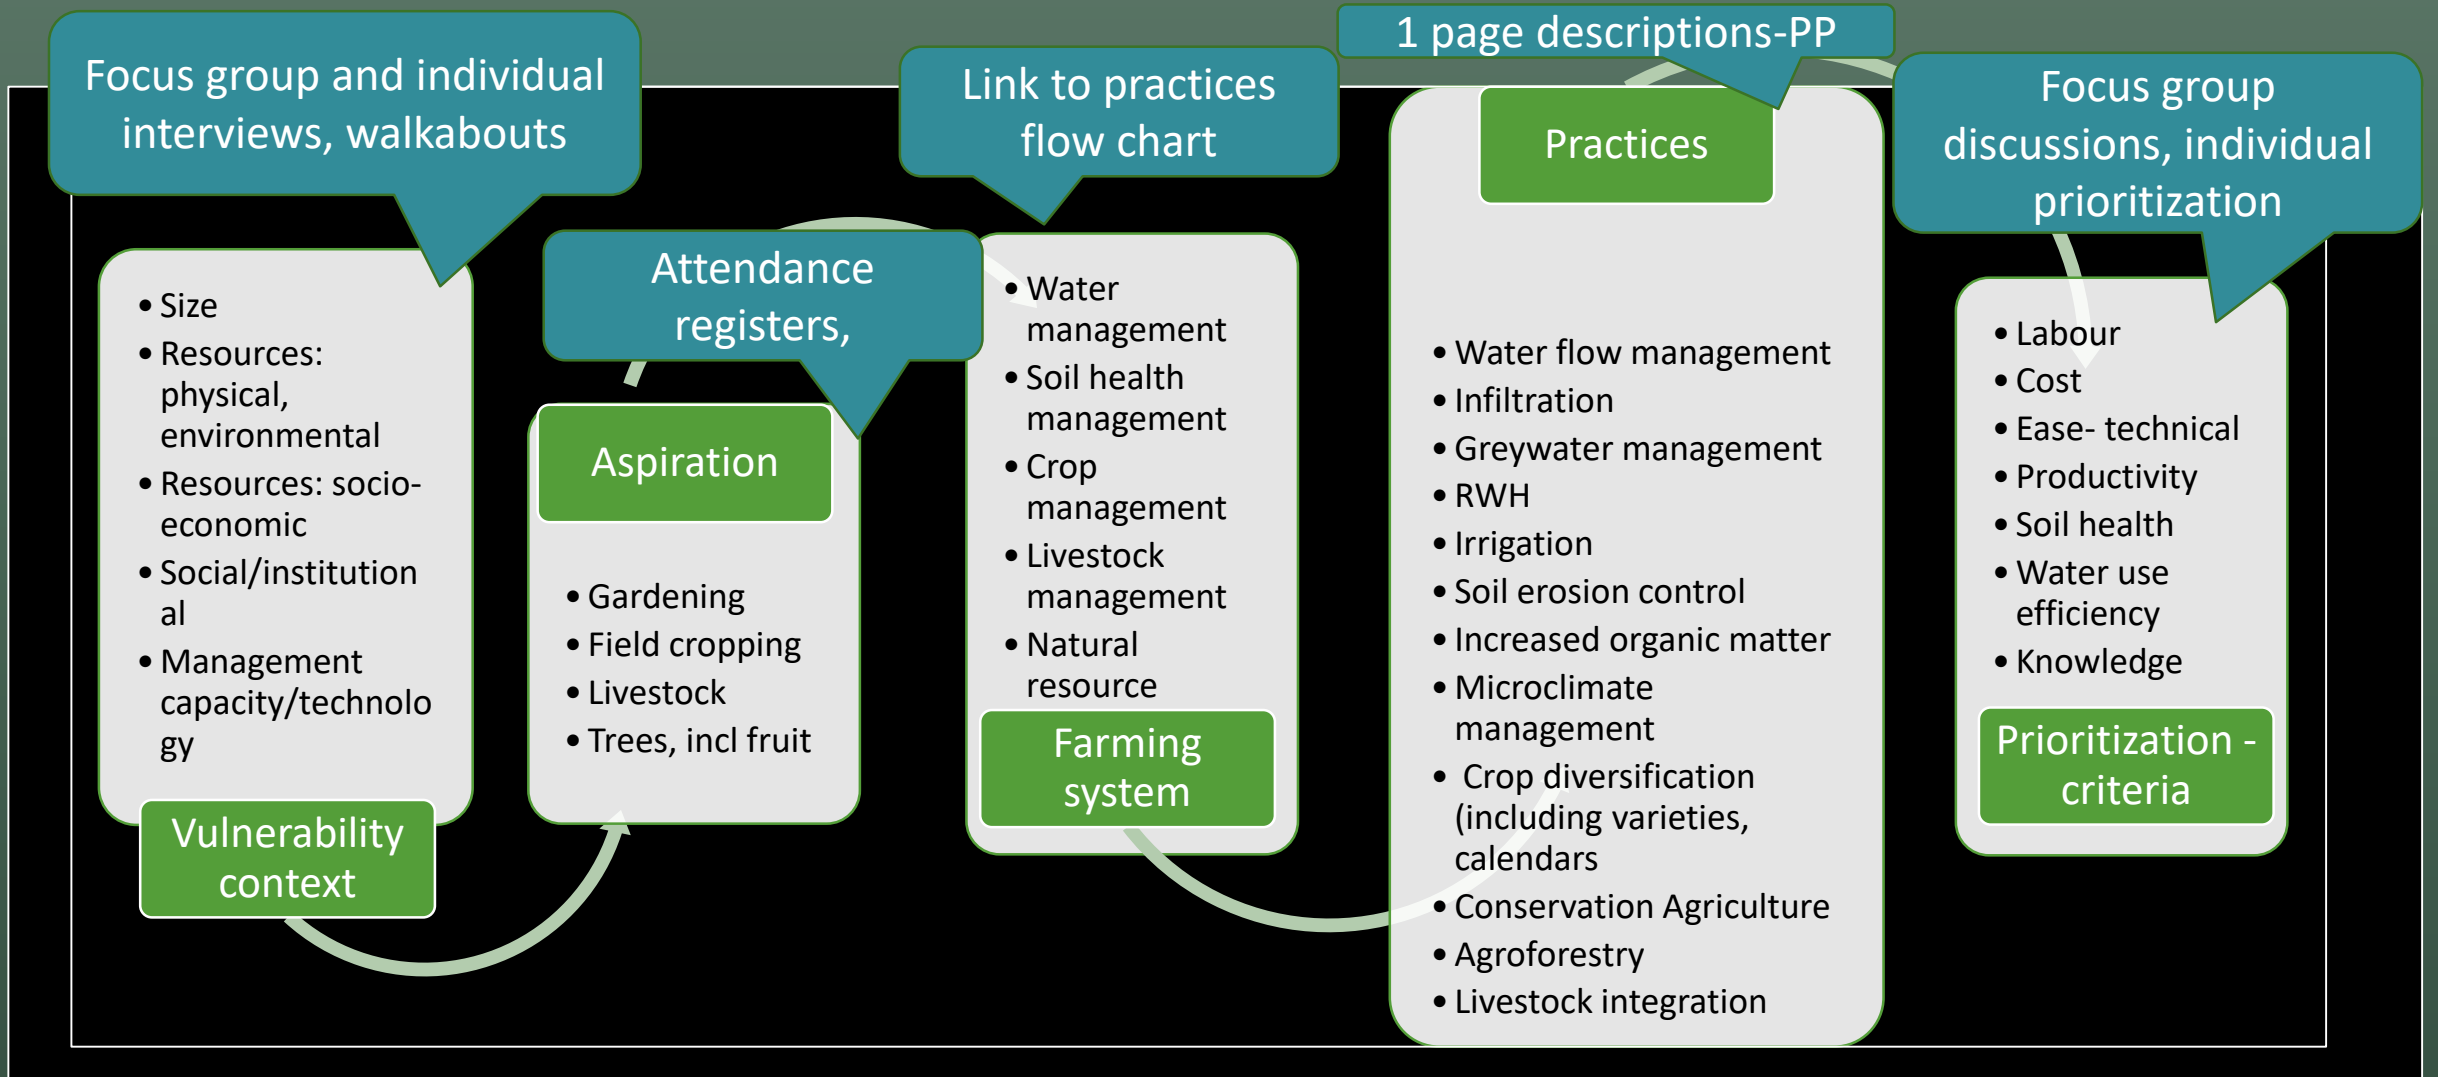 Focus group and individual
interviews, walkabouts
• Size
• Resources:
physical,
environmental
• Resources: socio-
economic
• Social/institution
al
• Management
capacity/technolo
gy
Vulnerability
context
Attendance
registers,
Aspiration
• Gardening
• Field cropping
• Livestock
• Trees, incl fruit
Link to practices
flow chart
• Water
management
• Soil health
management
• Crop
management
• Livestock
management
• Natural
resource
Farming
system
1 page descriptions-PP
Practices
• Water flow management
• Infiltration
• Greywater management
• RWH
• Irrigation
• Soil erosion control
• Increased organic matter
• Microclimate
management
• Crop diversification
(including varieties,
calendars
• Conservation Agriculture
• Agroforestry
• Livestock integration
Focus group
discussions, individual
prioritization
• Labour
• Cost
• Ease- technical
• Productivity
• Soil health
• Water use
efficiency
• Knowledge
Prioritization -
criteria